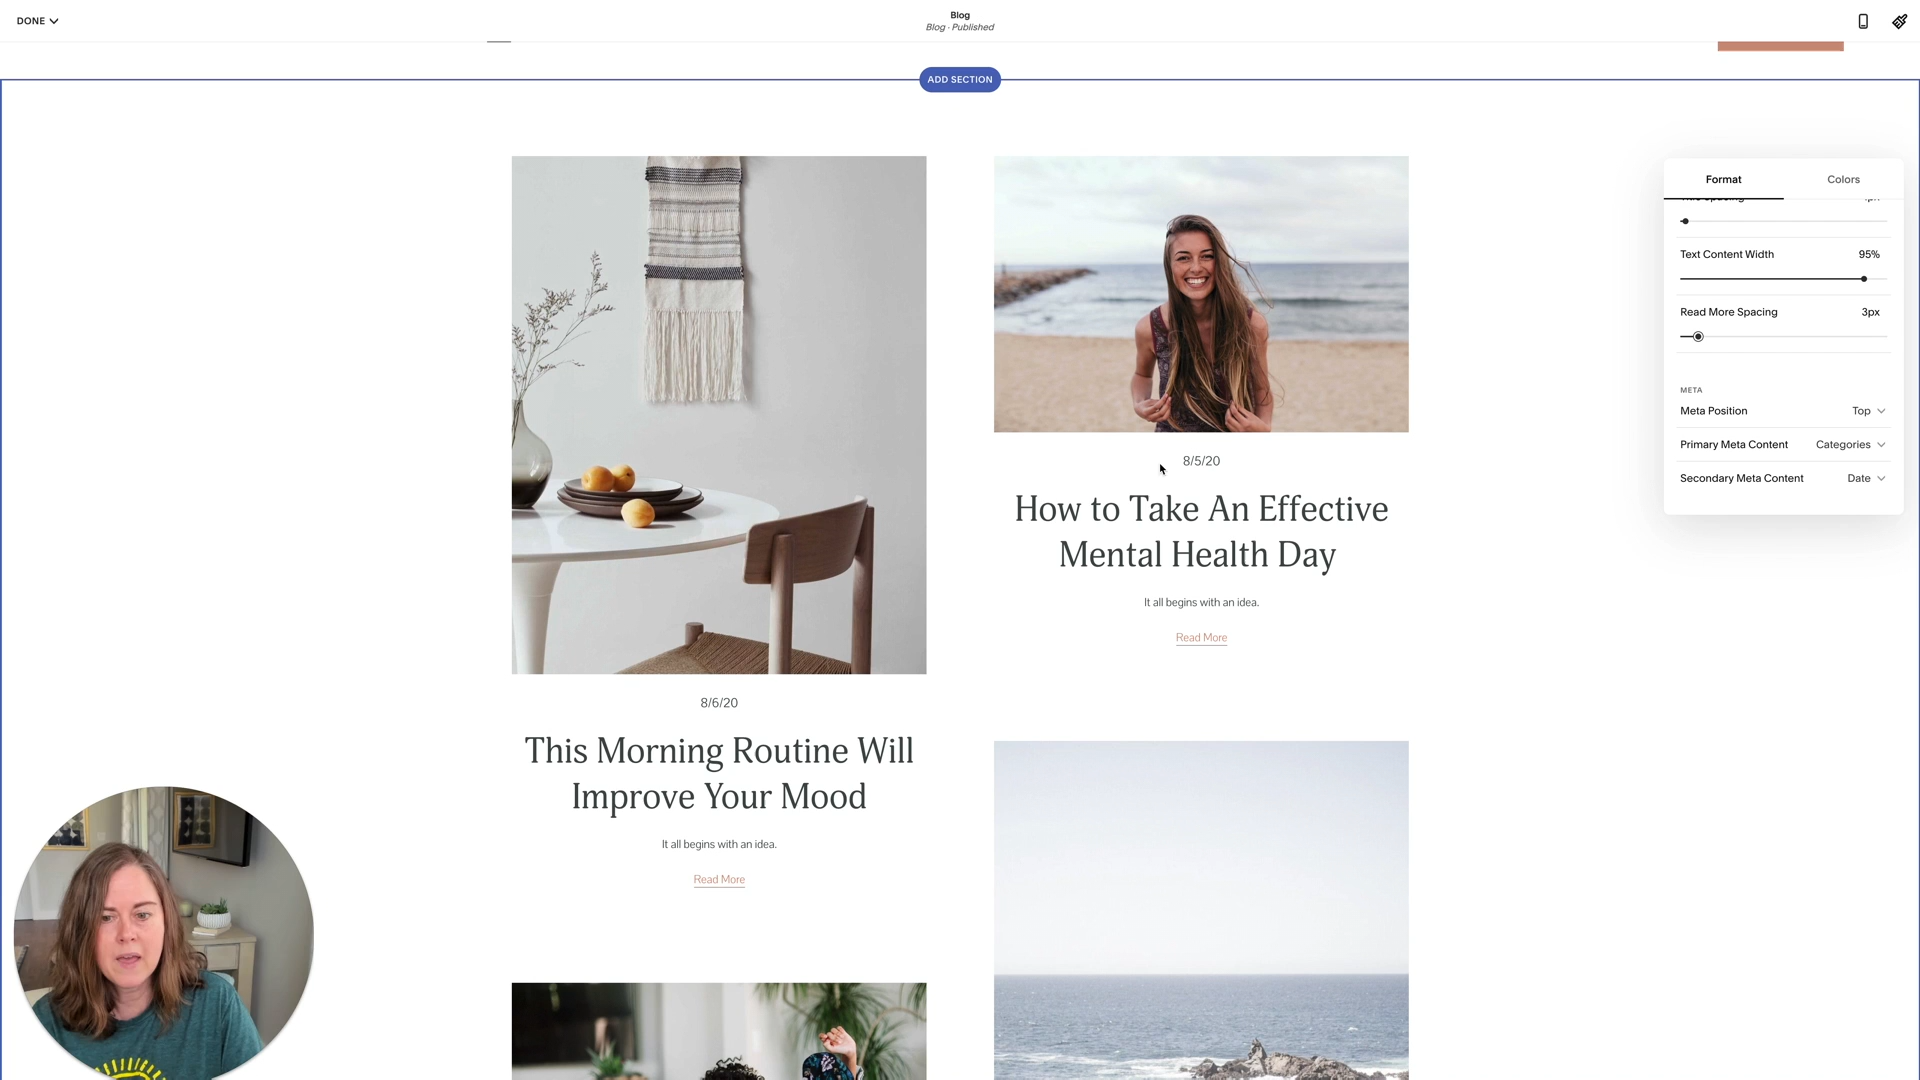 DONE
Blog
Blog · Published
ADD SECTION
Format
Colors
Text Content Width
95%
Read More Spacing
3px
META
Meta Position
Top
Primary Meta Content
Categories
Secondary Meta Content
Date
8/5/20
How to Take An Effective
Mental Health Day
It all begins with an idea.
Read More
8/6/20
This Morning Routine Will
Improve Your Mood
It all begins with an idea.
Read More